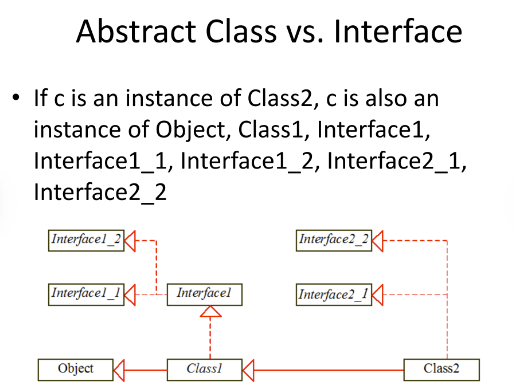 Abstract Class vs. Interface
• If c is an instance of Class2, c is also an
instance of Object, Class1, Interface1,
Interface1_1, Interface1_2, Interface2_1,
Interface2_2
Interface1_2
Interface2_2
Interface1_1
Interface1
Interface2_1
Object
Class1
Class2